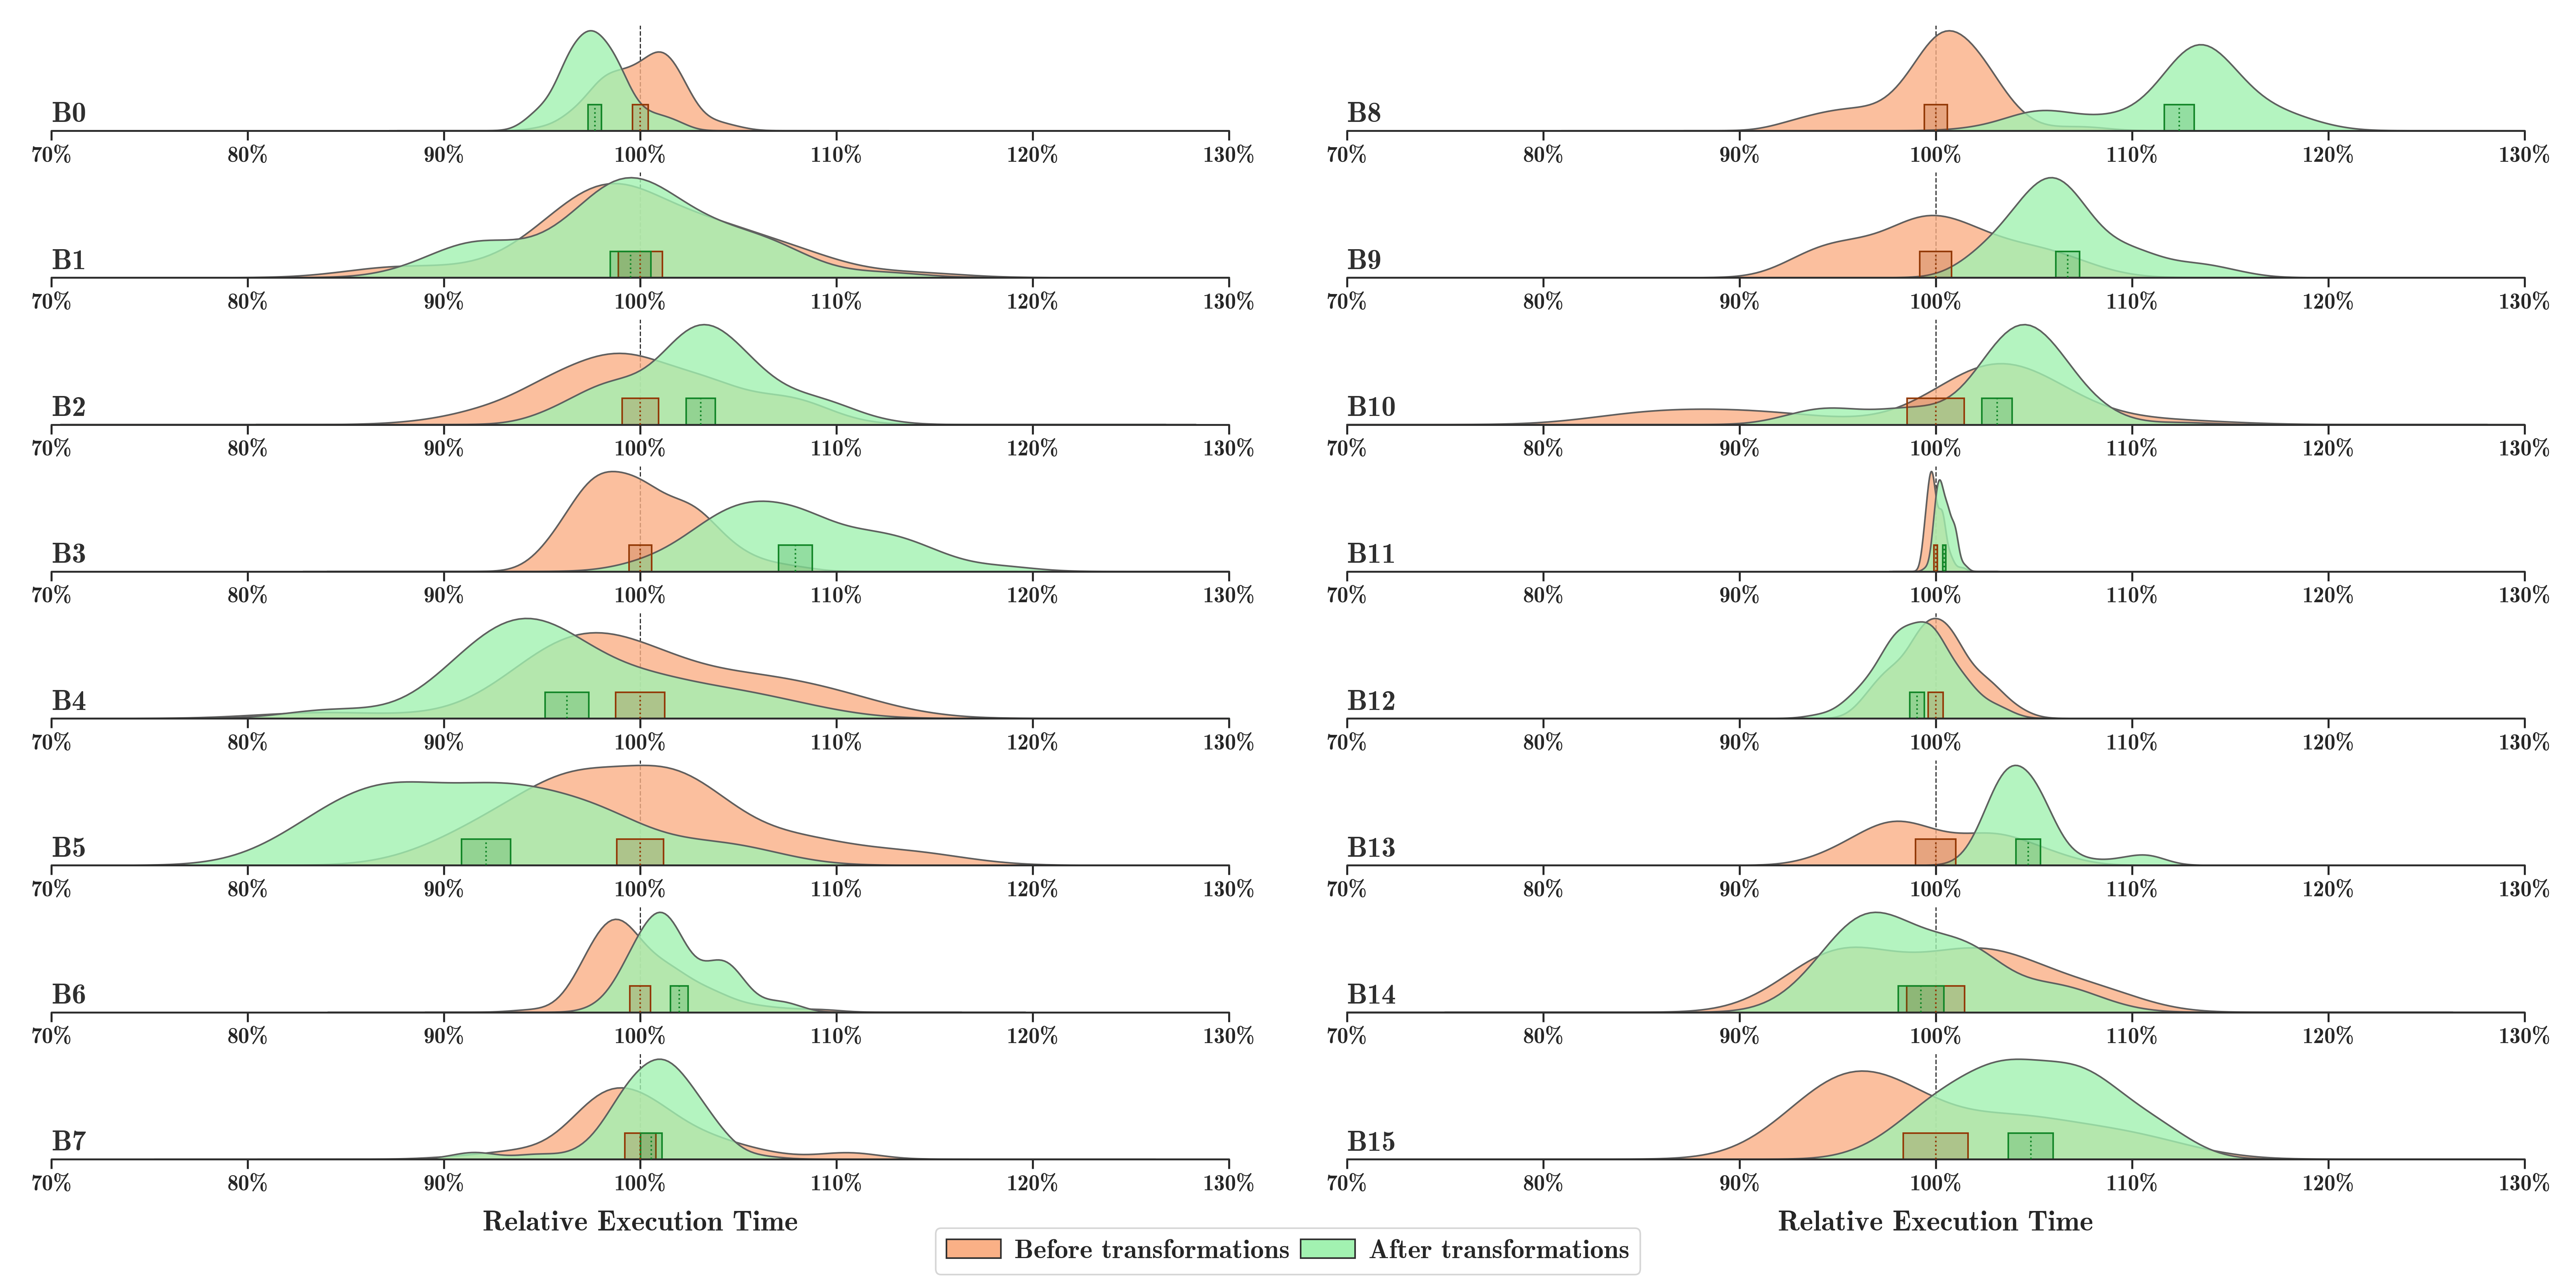 B0
70% 80% 90% 100% 110% 120% 130%
B1
70% 80% 90% 100% 110% 120% 130%
B2
70% 80% 90% 100% 110% 120% 130%
B3
70% 80% 90% 100% 110% 120% 130%
B4
70% 80% 90% 100% 110% 120% 130%
B5
70% 80% 90% 100% 110% 120% 130%
B6
70% 80% 90% 100% 110% 120% 130%
B7
70% 80% 90% 100% 110% 120% 130%
Relative Execution Time
B8
70% 80% 90% 100% 110% 120% 130%
B9
70% 80% 90% 100% 110% 120% 130%
B10
70% 80% 90% 100% 110% 120% 130%
B11
70% 80% 90% 100% 110% 120% 130%
B12
70% 80% 90% 100% 110% 120% 130%
B13
70% 80% 90% 100% 110% 120% 130%
B14
70% 80% 90% 100% 110% 120% 130%
B15
70% 80% 90% 100% 110% 120% 130%
Relative Execution Time
Before transformations After transformations